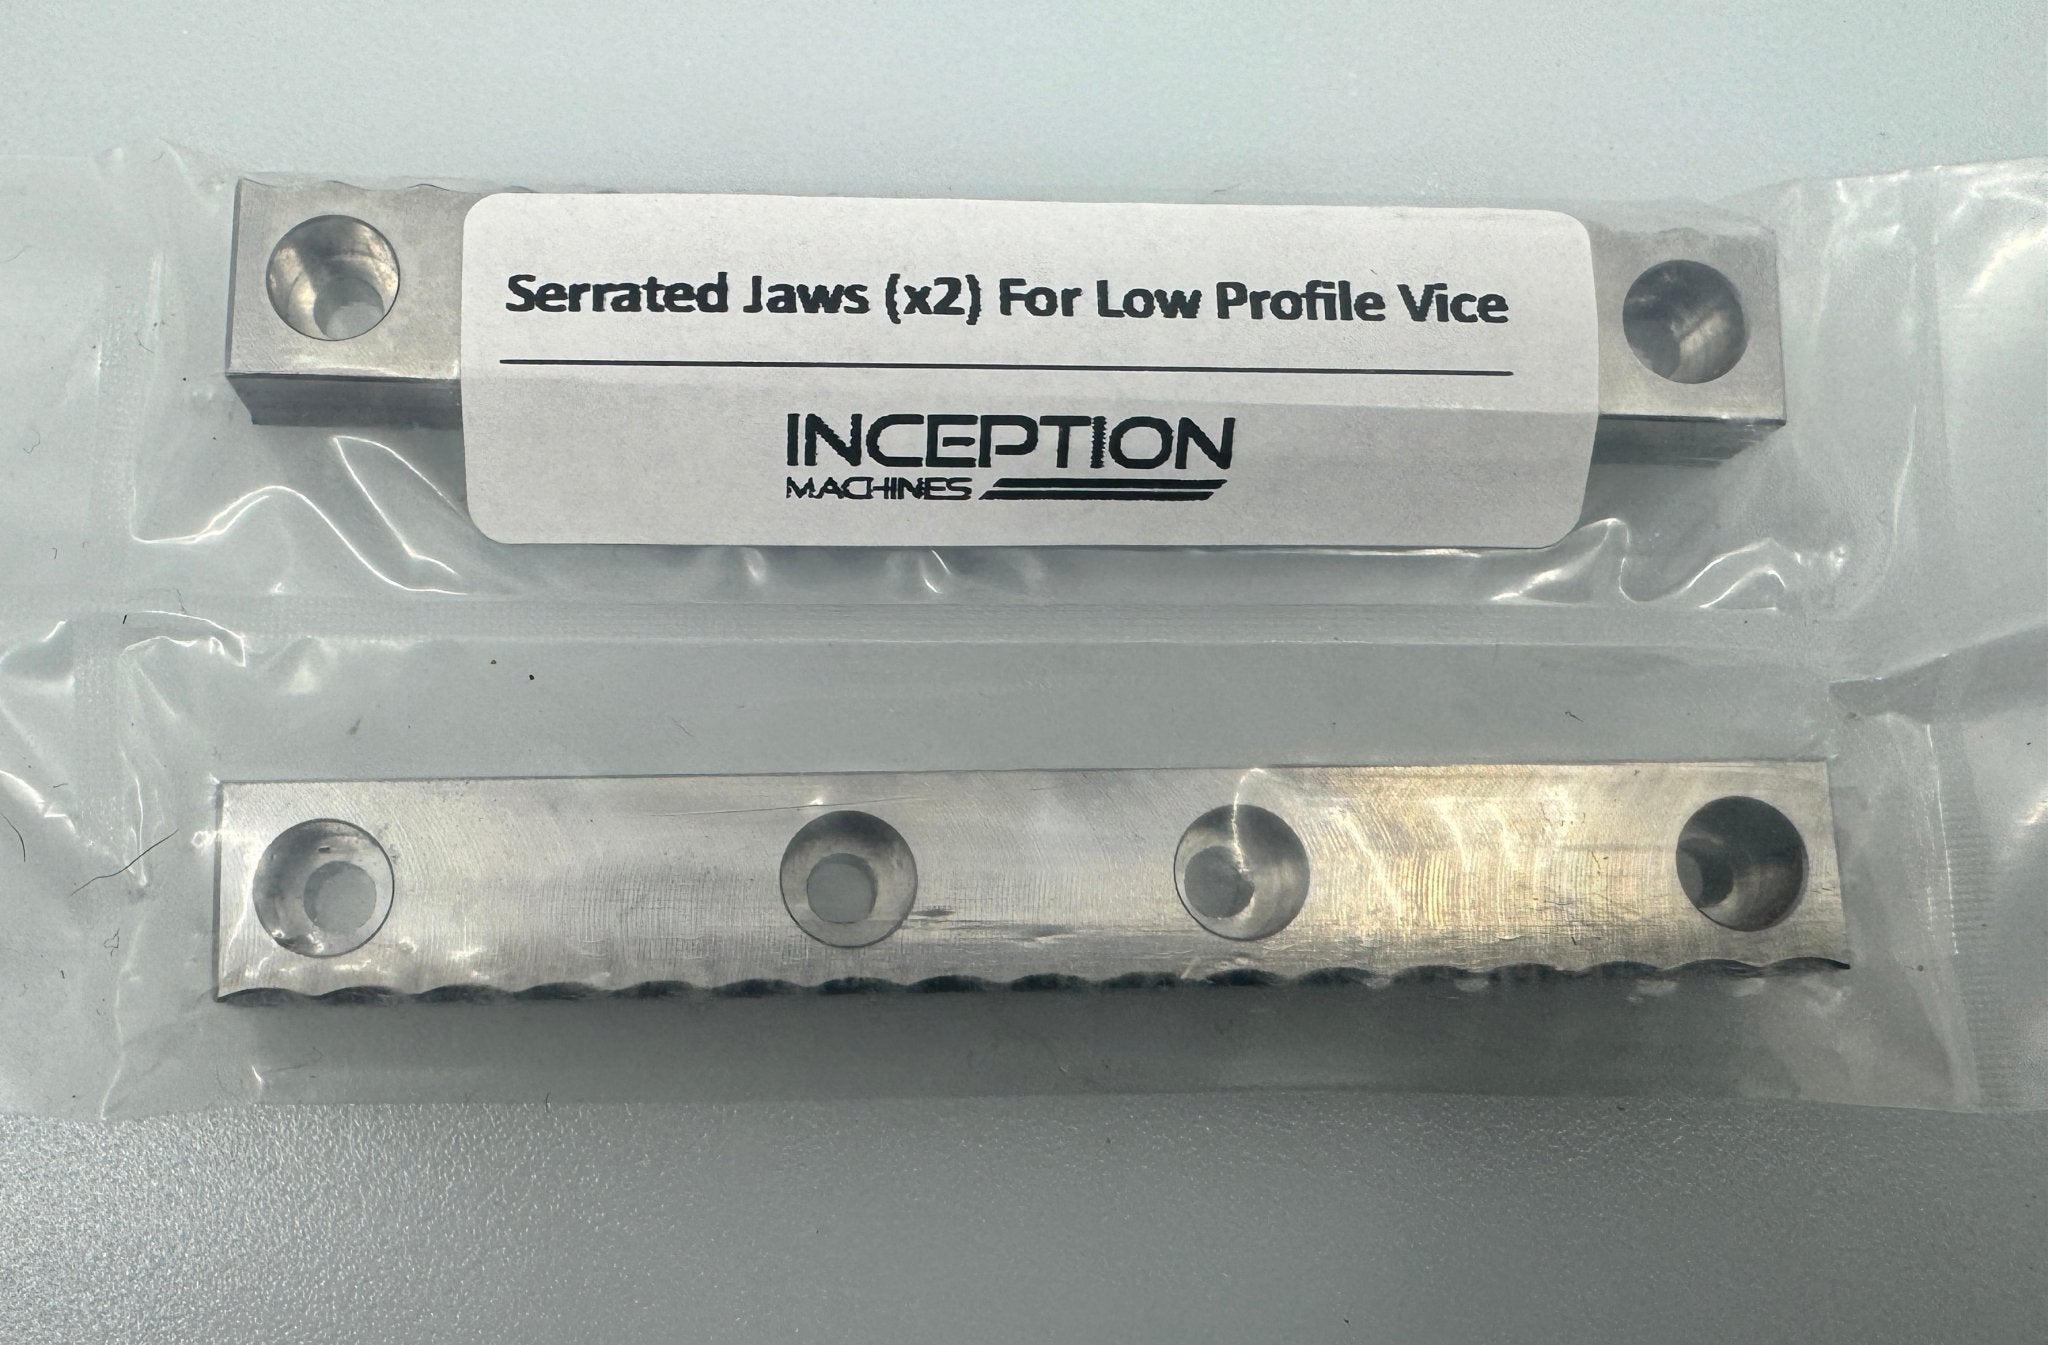 Serrated Jaws (x2) For Low Profile Vice
INCEPTION
MACHINES